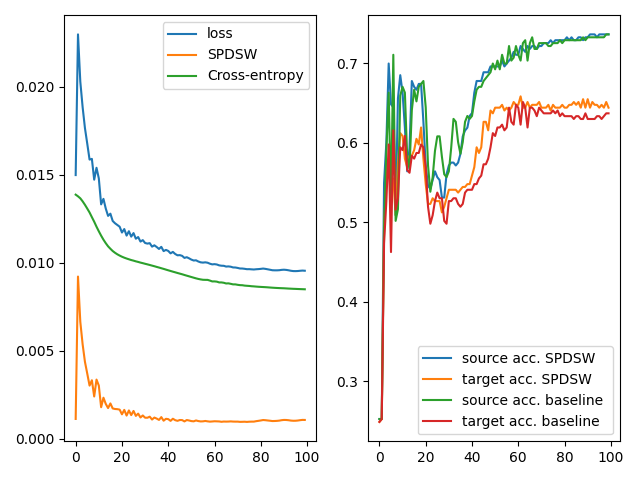 loss
SPDSW
Cross-entropy
0.020
0.015
0.010
0.005
0.000
0 20 40 60 80 100
0.7
0.6
0.5
0.4
0.3
source acc. SPDSW
target acc. SPDSW
source acc. baseline
target acc. baseline
0 20 40 60 80 100